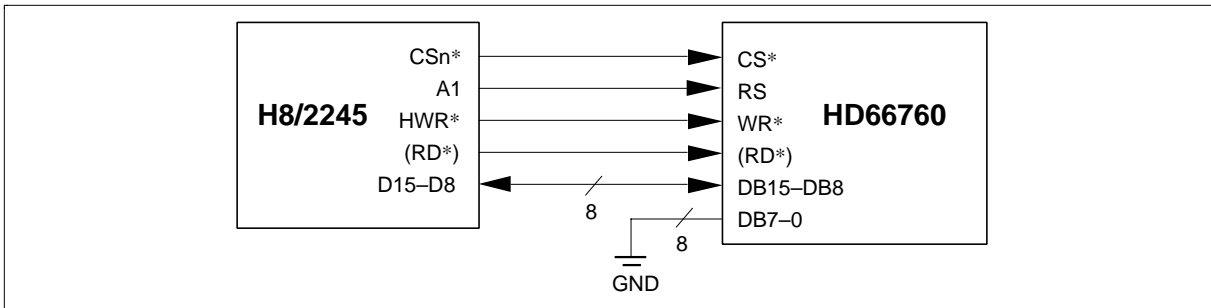 CSn*
A1
H8/2245
HWR*
(RD*)
D15–D8
8
CS*
RS
WR*
HD66760
(RD*)
DB15–DB8
DB7–0
8
GND